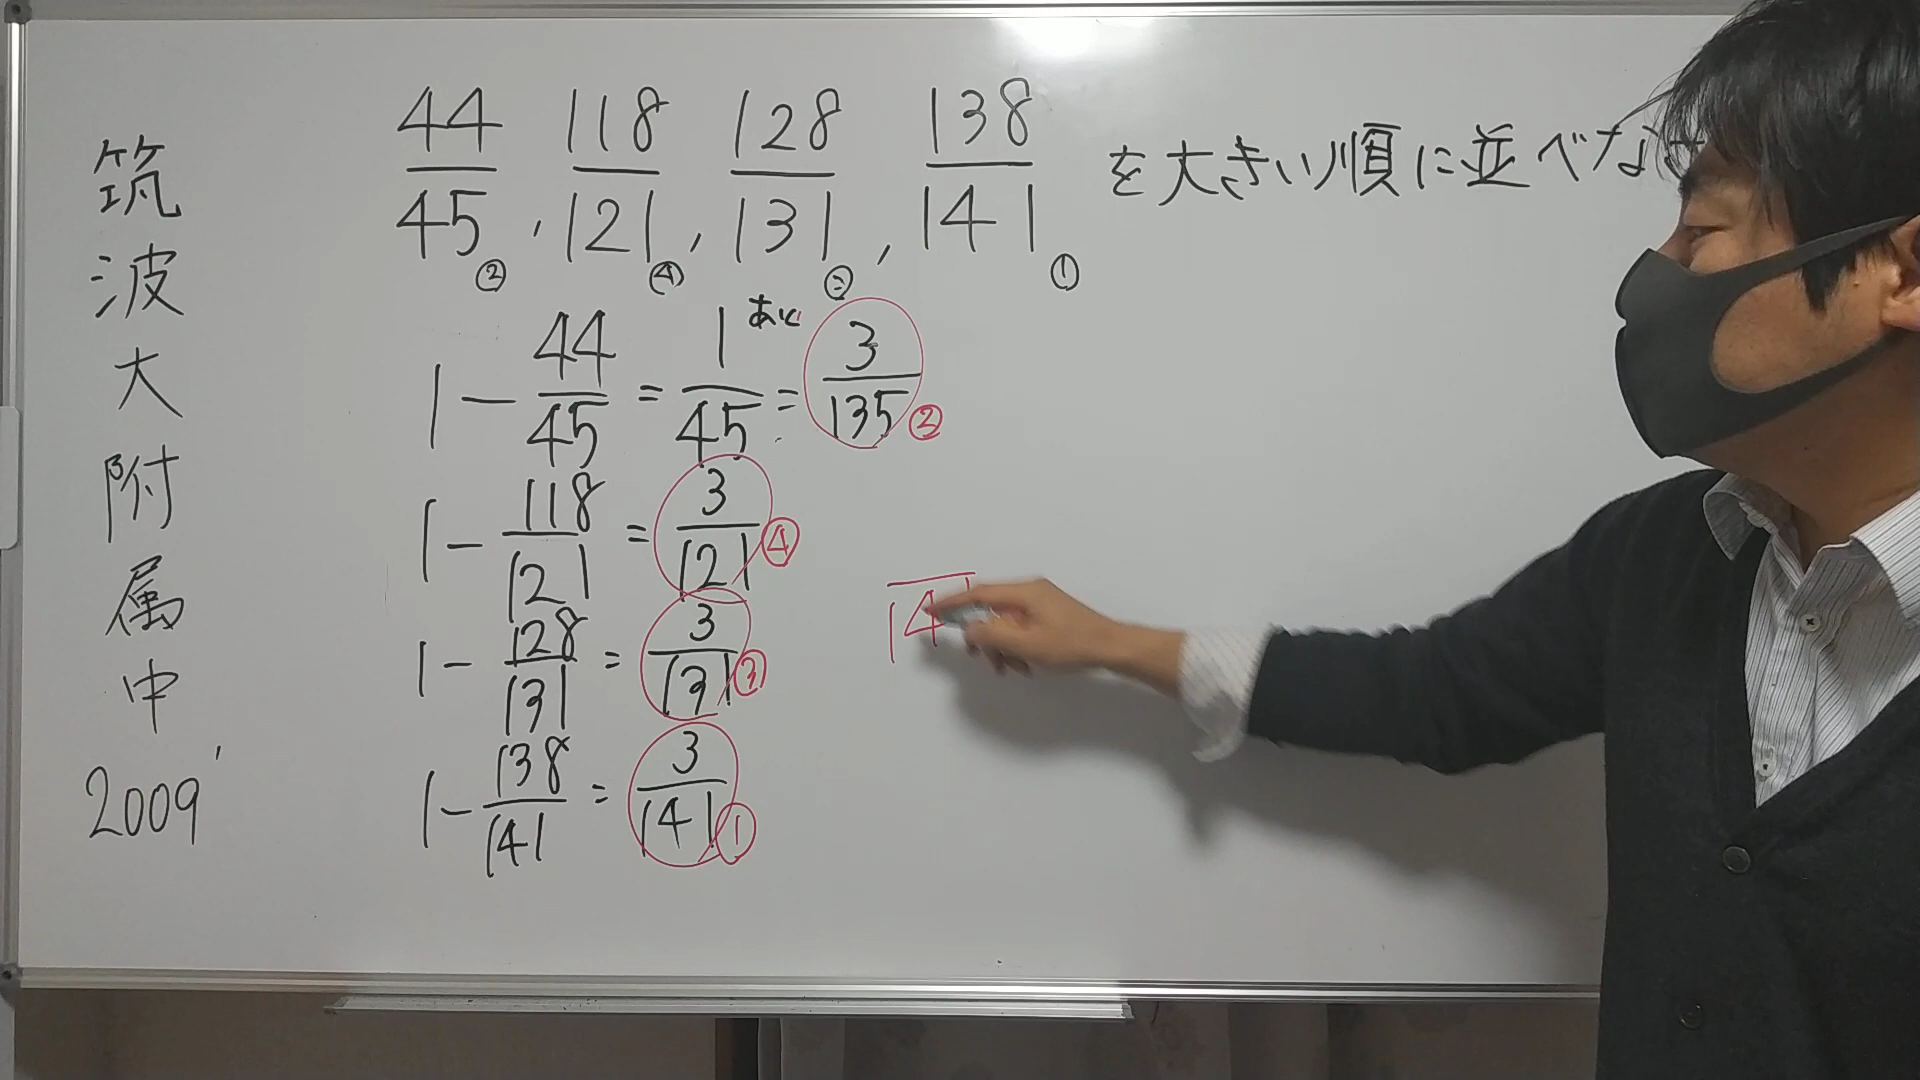 筑波大附属中 2009'
44/45, 118/121, 128/131, 138/141 を大きい順に並べな
② ④ ③ ①
1 - 44/45 = 1/45 = 3/135 ②
あと
1 - 118/121 = 3/121 ④
1 - 128/131 = 3/131 ③
1 - 138/141 = 3/141 ①
141